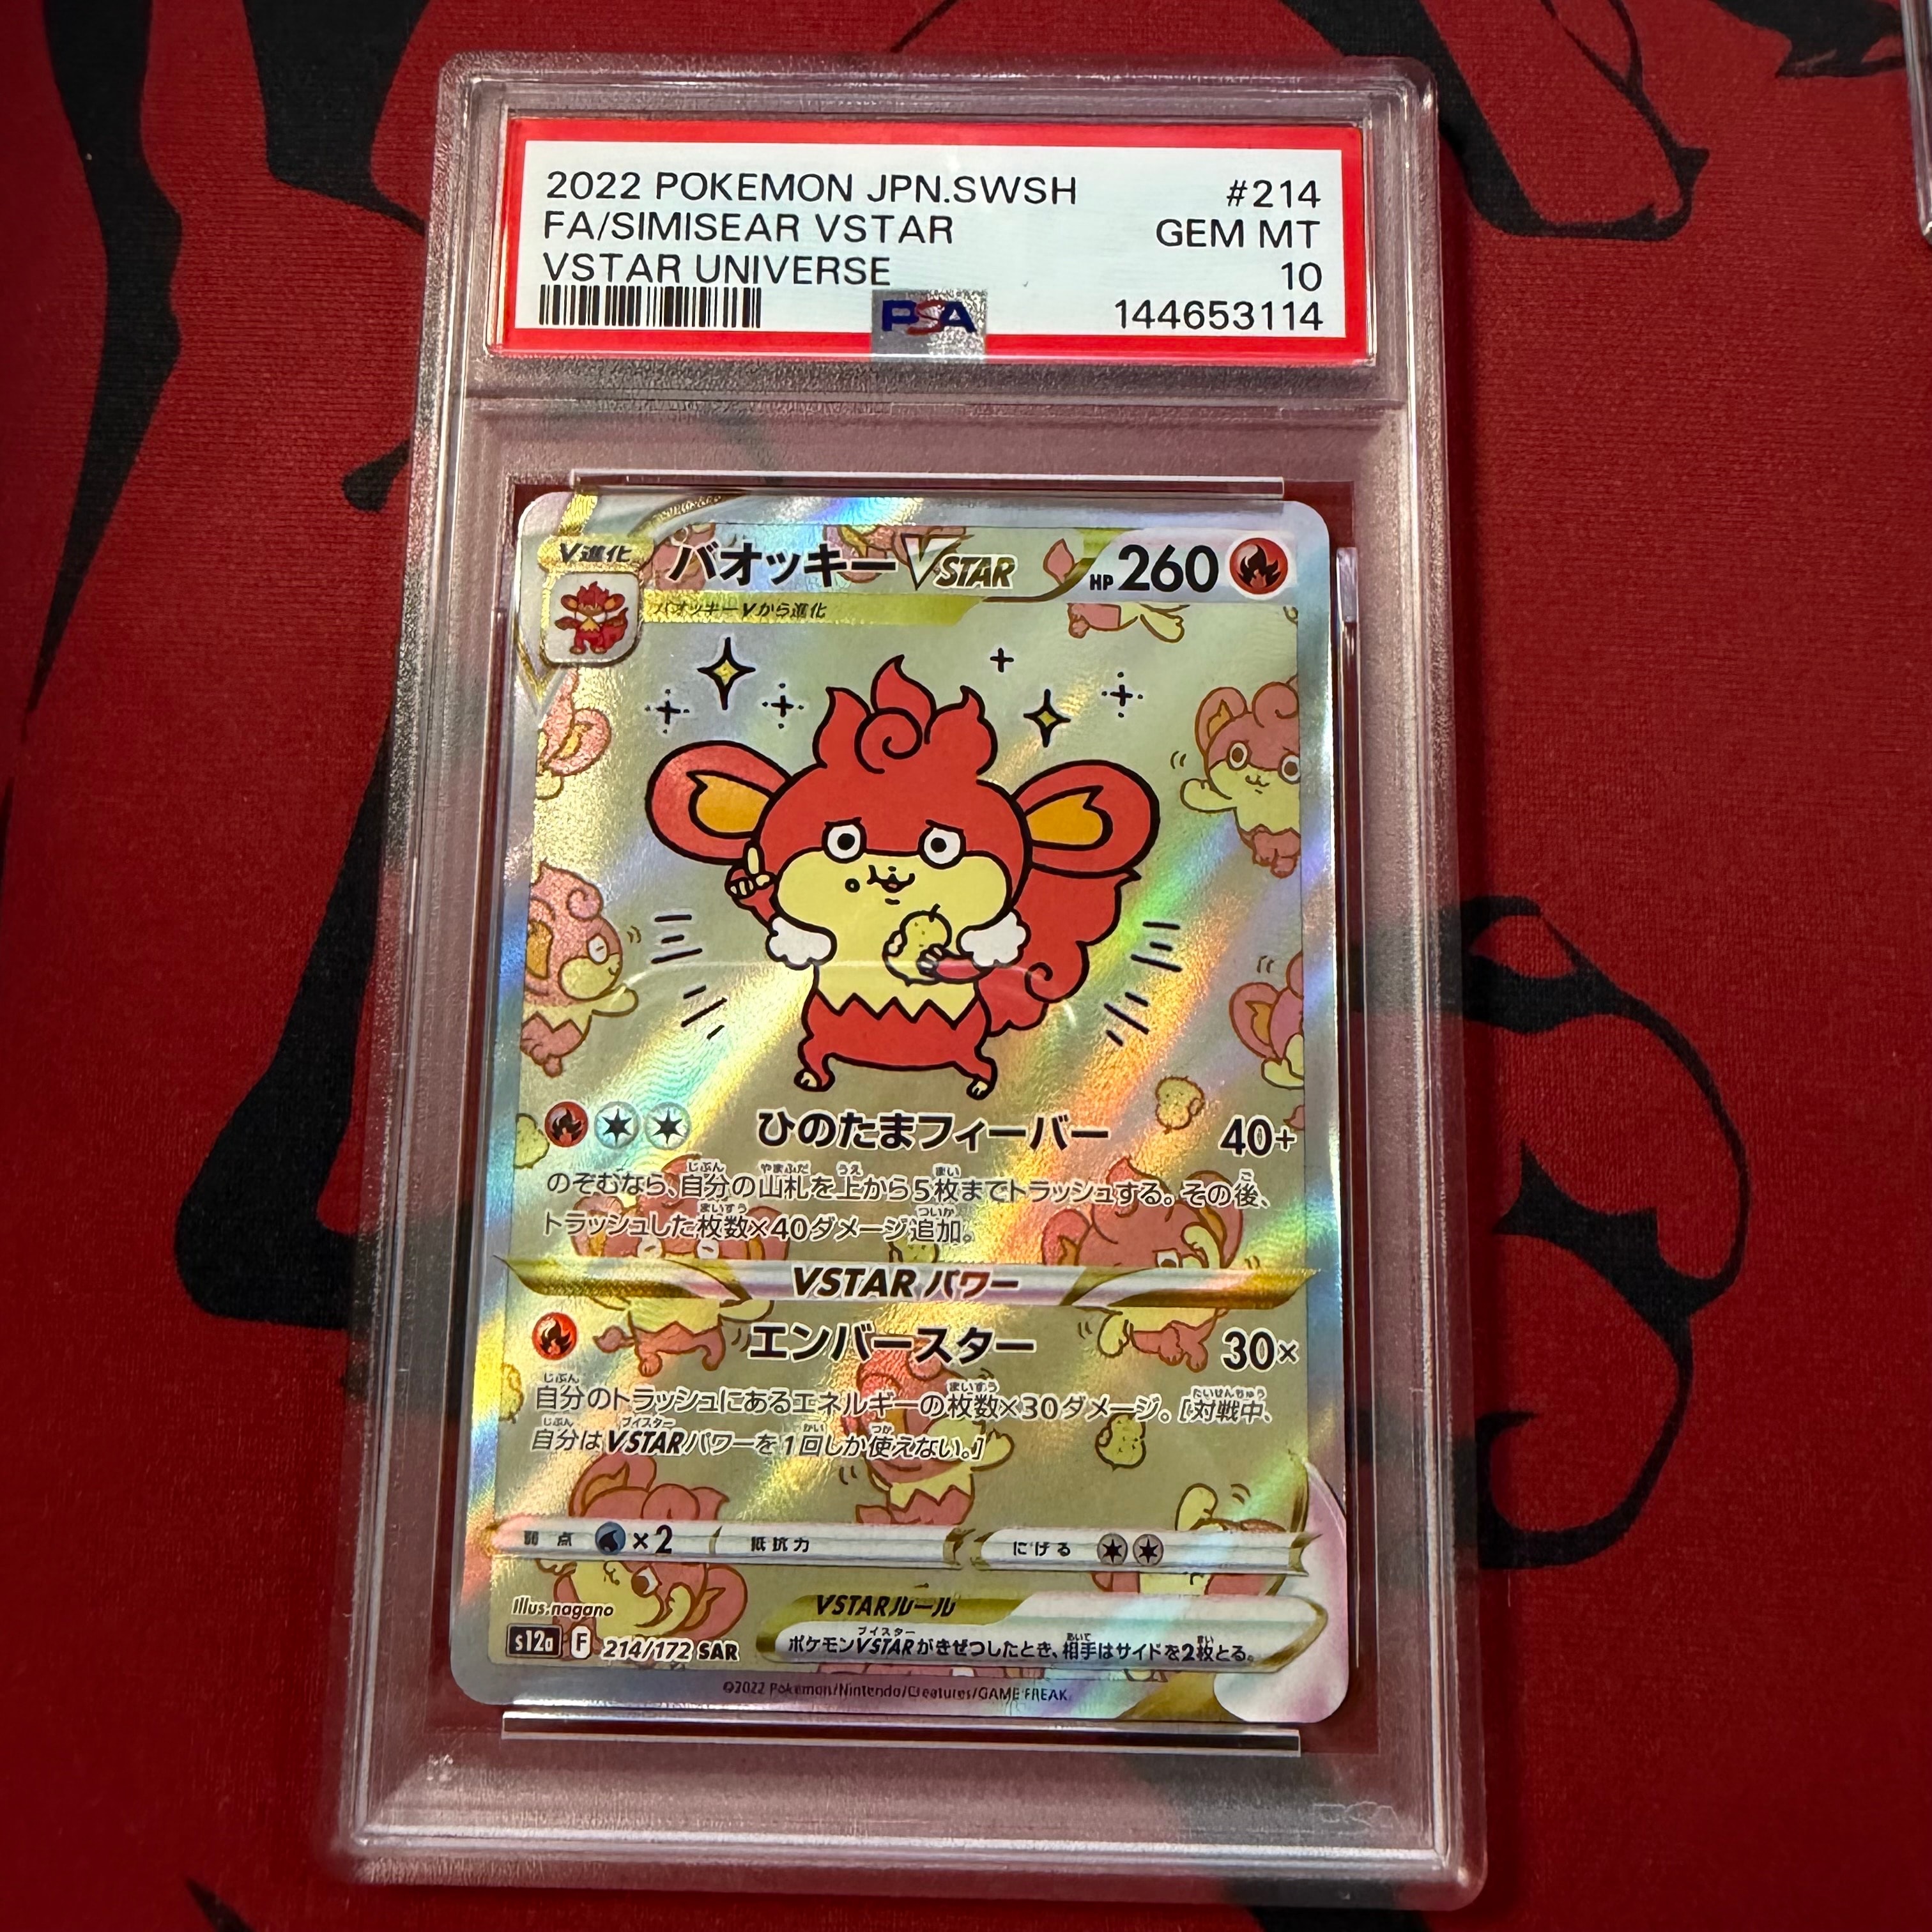 2022 POKEMON JPN.SWSH #214
FA/SIMISEAR VSTAR GEM MT
VSTAR UNIVERSE 10
PSA 144653114
V進化 バオッキーVSTAR HP260
バオッキーVから進化
ひのたまフィーバー 40+
のぞむなら、自分の山札を上から5枚までトラッシュする。その後、
トラッシュした枚数×40ダメージ追加。
VSTARパワー
エンバースター 30×
自分のトラッシュにあるエネルギーの枚数×30ダメージ。[対戦中、
自分はVSTARパワーを1回しか使えない。]
弱点 ×2 抵抗力 にげる
Illus.nagano
VSTARルール
s12a F 214/172 SAR ポケモンVSTARがきぜつしたとき、相手はサイドを2枚とる。
©2022 Pokémon/Nintendo/Creatures/GAME FREAK